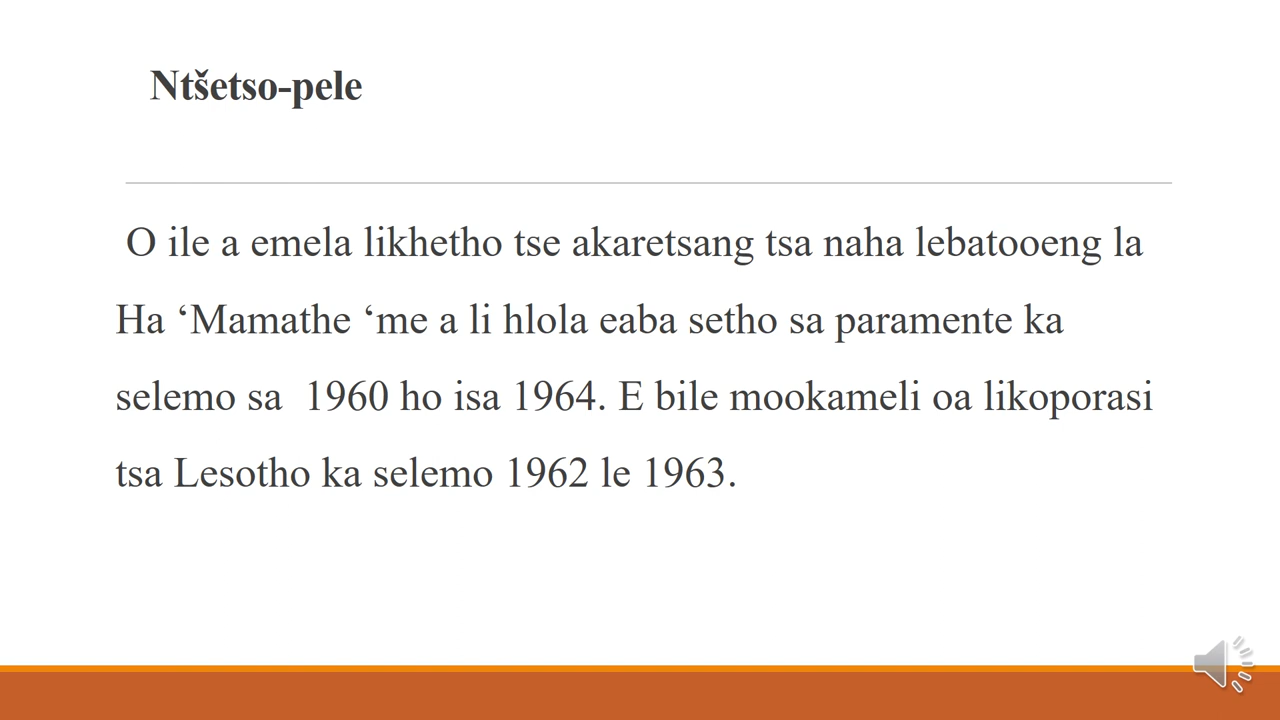 Ntšetso-pele
O ile a emela likhetho tse akaretsang tsa naha lebatooeng la
Ha ‘Mamathe ‘me a li hlola eaba setho sa paramente ka
selemo sa  1960 ho isa 1964. E bile mookameli oa likoporasi
tsa Lesotho ka selemo 1962 le 1963.